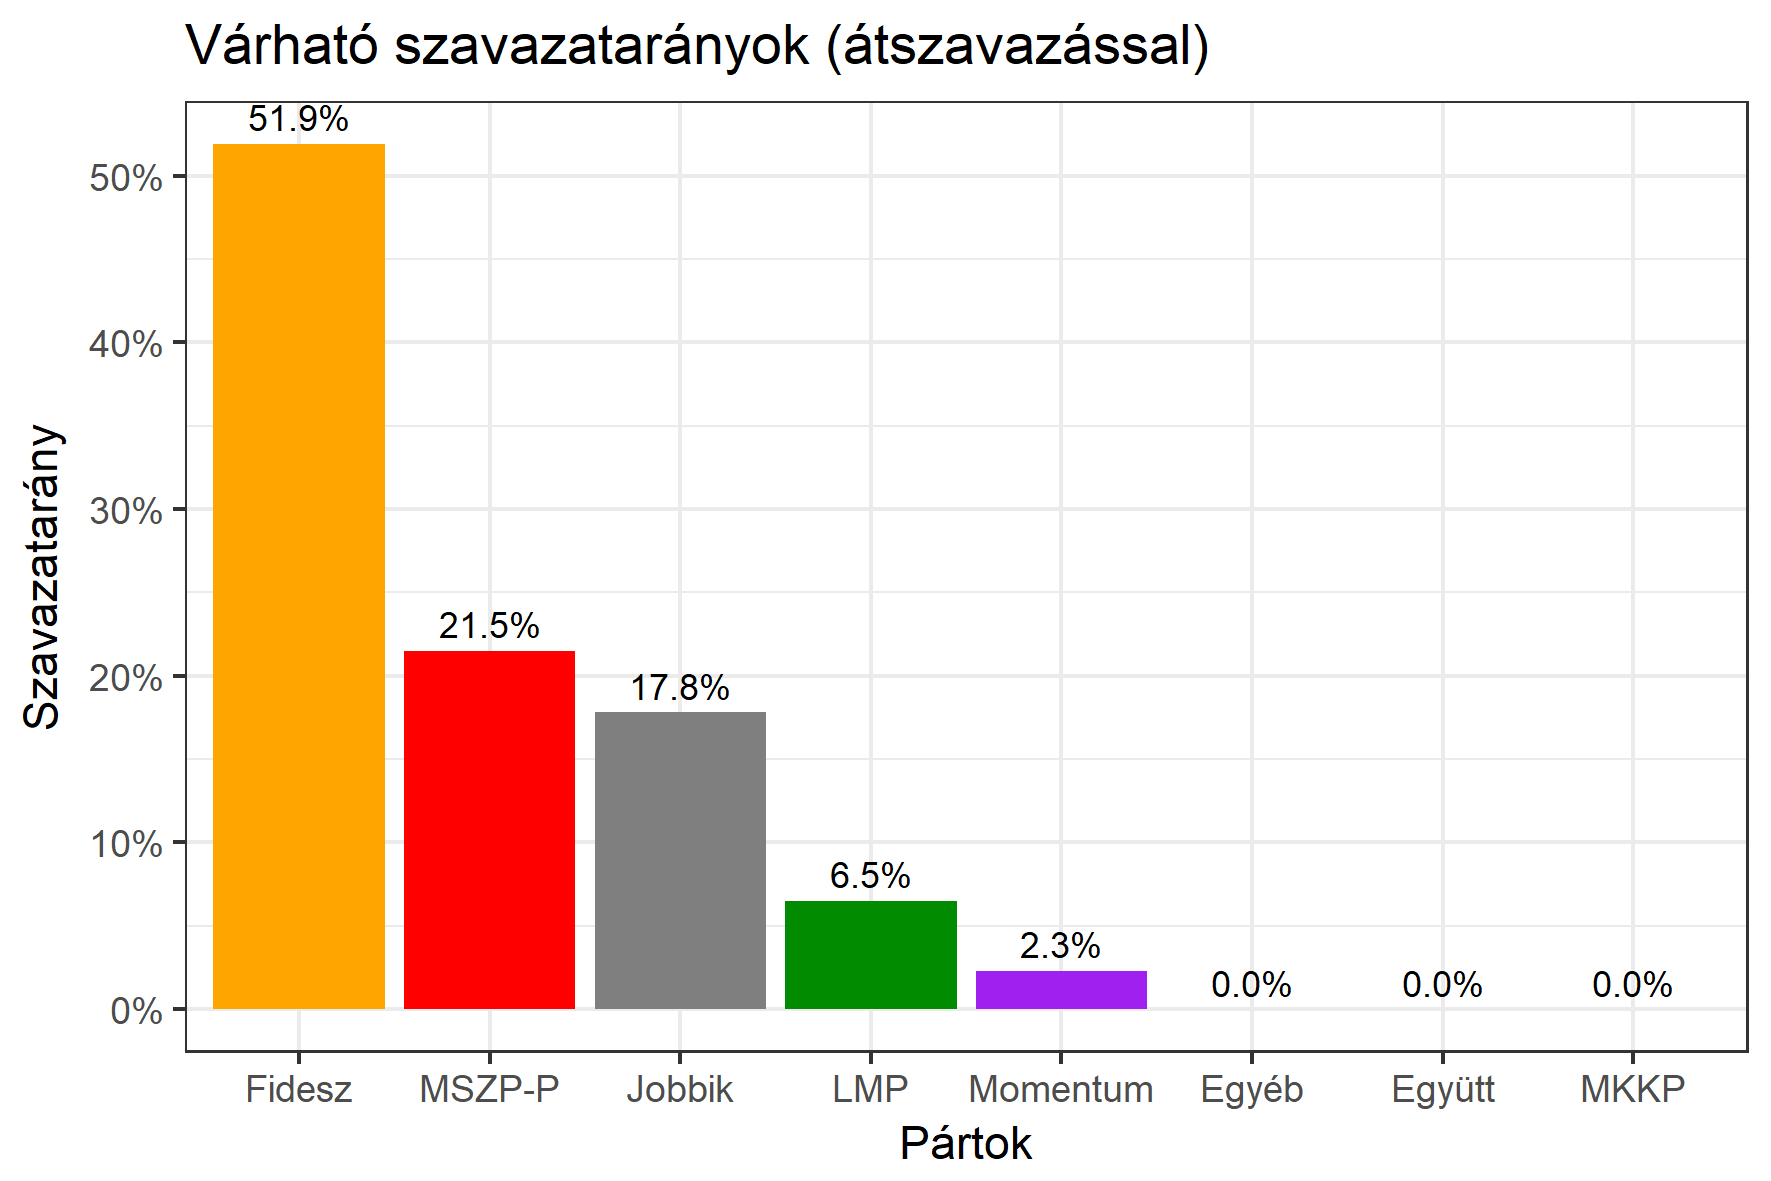 Várható szavazatarányok (átszavazással)
Szavazatarány
50%
40%
30%
20%
10%
0%
51.9%
21.5%
17.8%
6.5%
2.3%
0.0%
0.0%
0.0%
Fidesz
MSZP-P
Jobbik
LMP
Momentum
Egyéb
Együtt
MKKP
Pártok